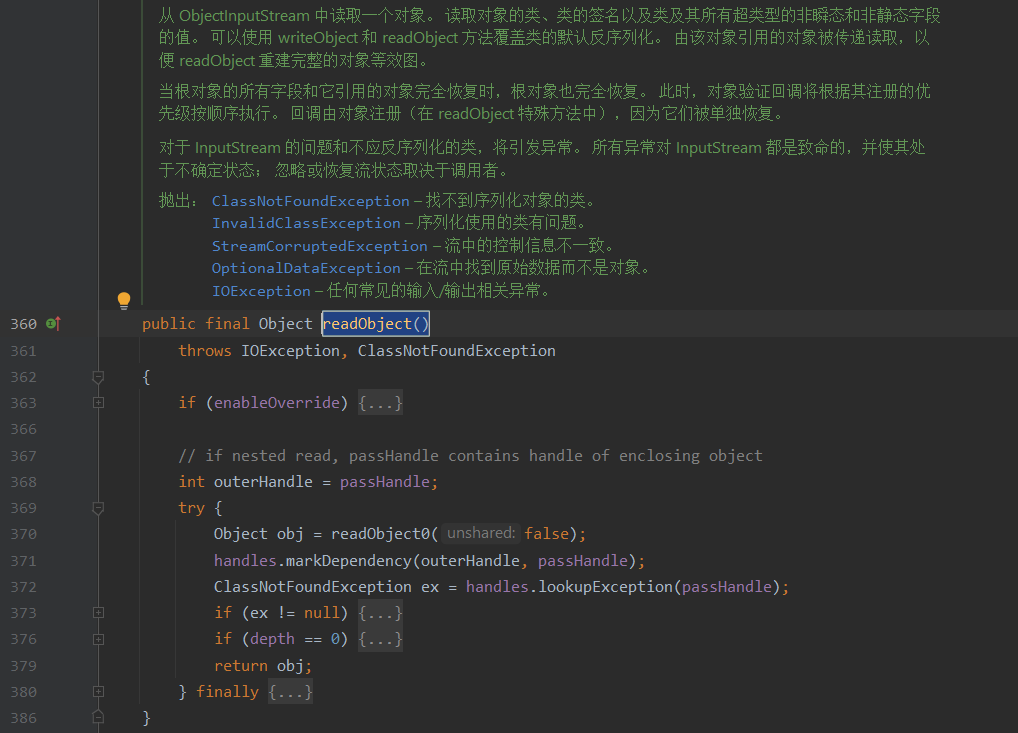 从 ObjectInputStream 中读取一个对象。 读取对象的类、类的签名以及类及其所有超类型的非瞬态和非静态字段
的值。 可以使用 writeObject 和 readObject 方法覆盖类的默认反序列化。 由该对象引用的对象被传递读取，以
便 readObject 重建完整的对象等效图。
当根对象的所有字段和它引用的对象完全恢复时，根对象也完全恢复。 此时，对象验证回调将根据其注册的优
先级按顺序执行。 回调由对象注册（在 readObject 特殊方法中），因为它们被单独恢复。
对于 InputStream 的问题和不应反序列化的类，将引发异常。 所有异常对 InputStream 都是致命的，并使其处
于不确定状态； 忽略或恢复流状态取决于调用者。
抛出： ClassNotFoundException – 找不到序列化对象的类。
InvalidClassException – 序列化使用的类有问题。
StreamCorruptedException – 流中的控制信息不一致。
OptionalDataException – 在流中找到原始数据而不是对象。
IOException – 任何常见的输入/输出相关异常。
360 public final Object readObject()
361 throws IOException, ClassNotFoundException
362 {
363 if (enableOverride) {...}
366
367 // if nested read, passHandle contains handle of enclosing object
368 int outerHandle = passHandle;
369 try {
370 Object obj = readObject0( unshared: false);
371 handles.markDependency(outerHandle, passHandle);
372 ClassNotFoundException ex = handles.lookupException(passHandle);
373 if (ex != null) {...}
376 if (depth == 0) {...}
379 return obj;
380 } finally {...}
386 }